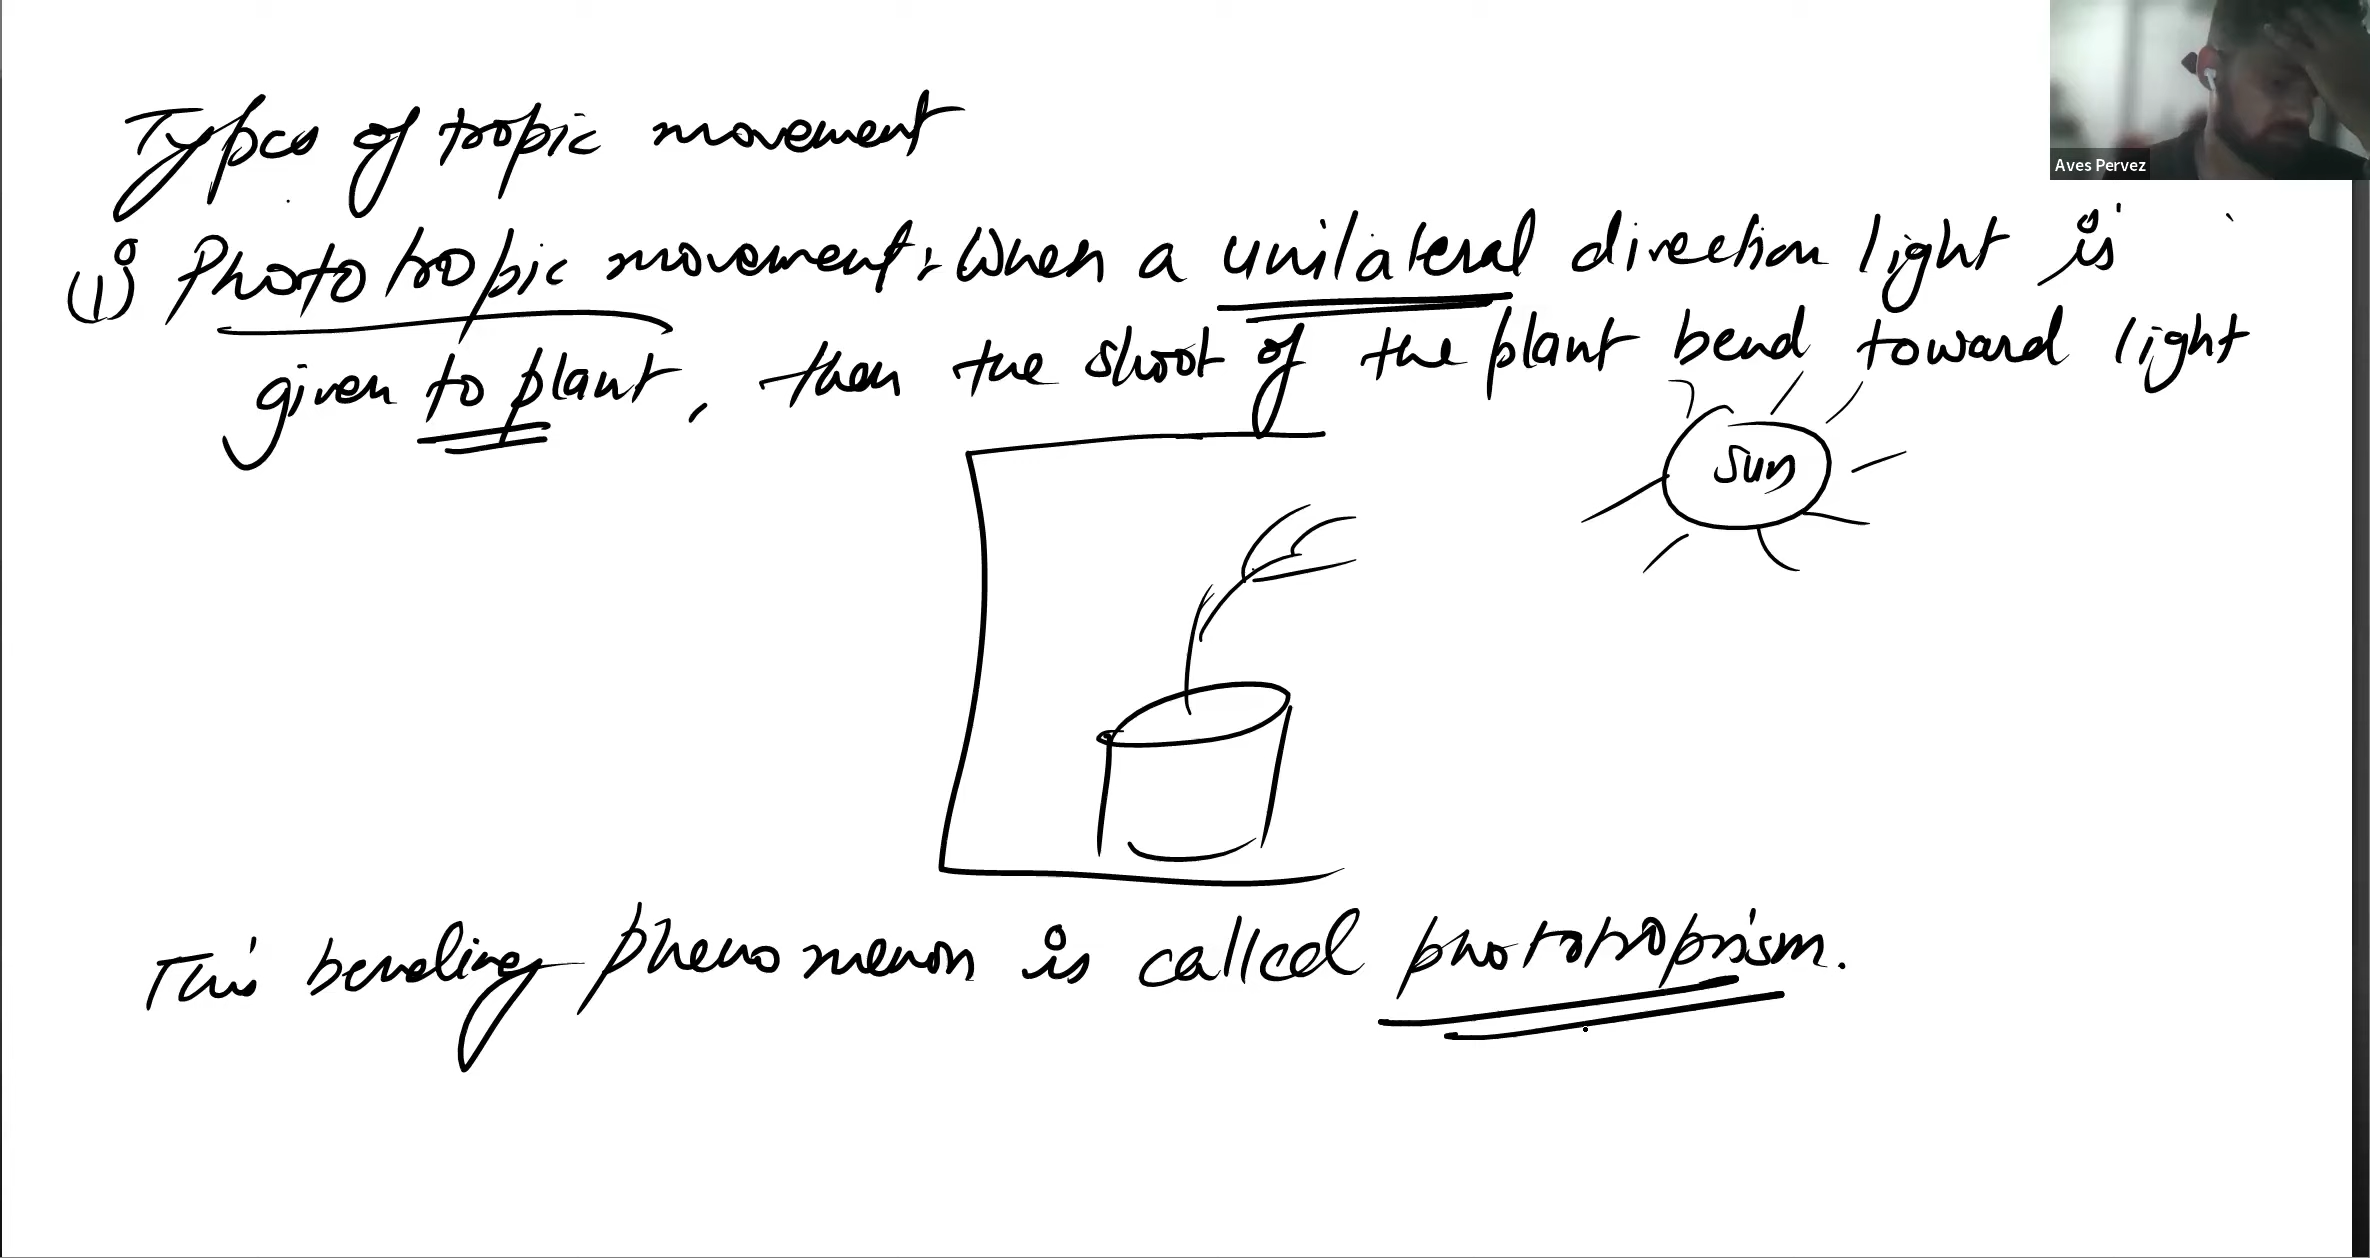 Aves Pervez
Types of tropic movement
(1) Phototropic movement :- When a unilateral direction light is
given to plant, then the shoot of the plant bend toward light
Sun
This bending phenomenon is called phototropism.